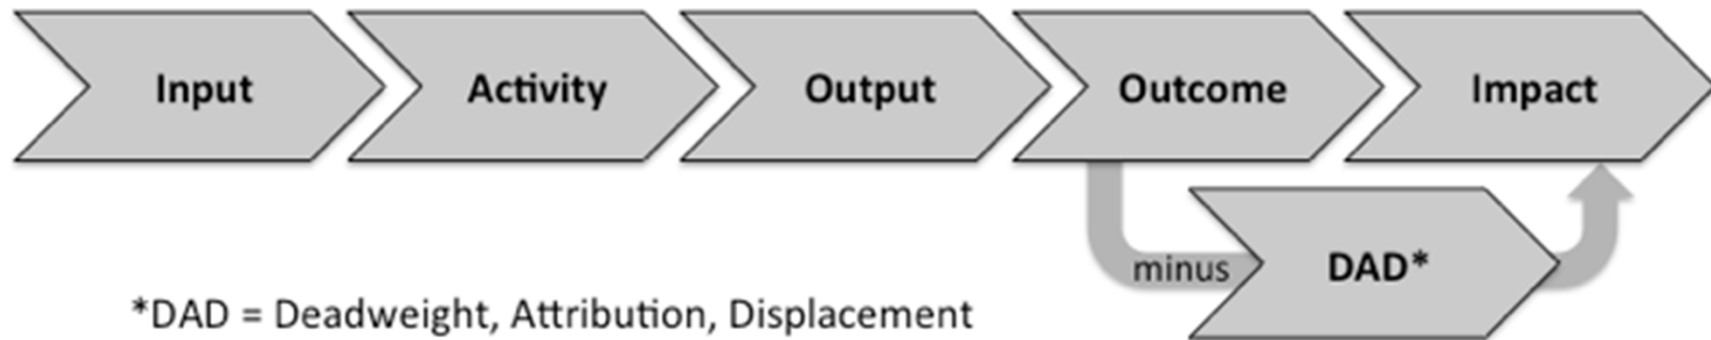 Input
Activity
Output
Outcome
Impact
minus
DAD*
*DAD = Deadweight, Attribution, Displacement